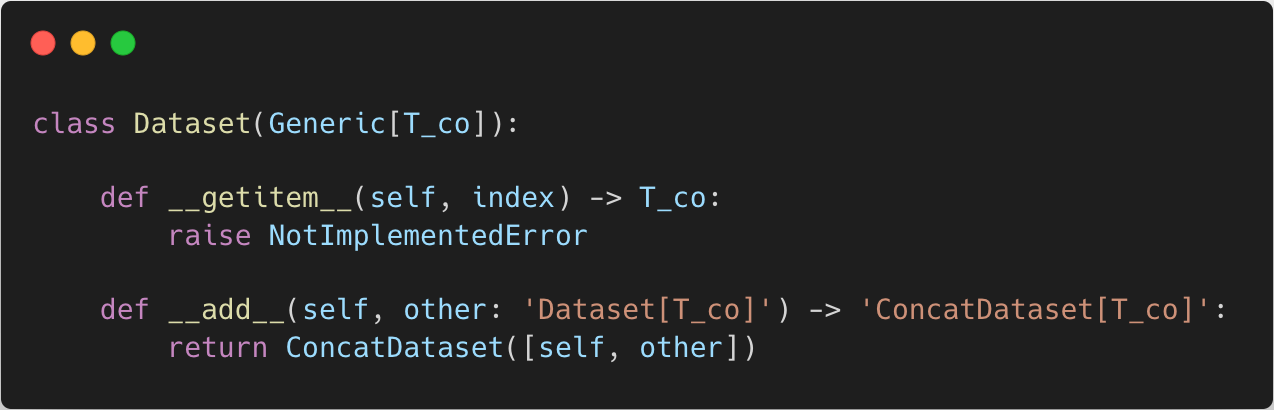 class Dataset(Generic[T_co]):
    def __getitem__(self, index) -> T_co:
        raise NotImplementedError
    def __add__(self, other: 'Dataset[T_co]') -> 'ConcatDataset[T_co]':
        return ConcatDataset([self, other])